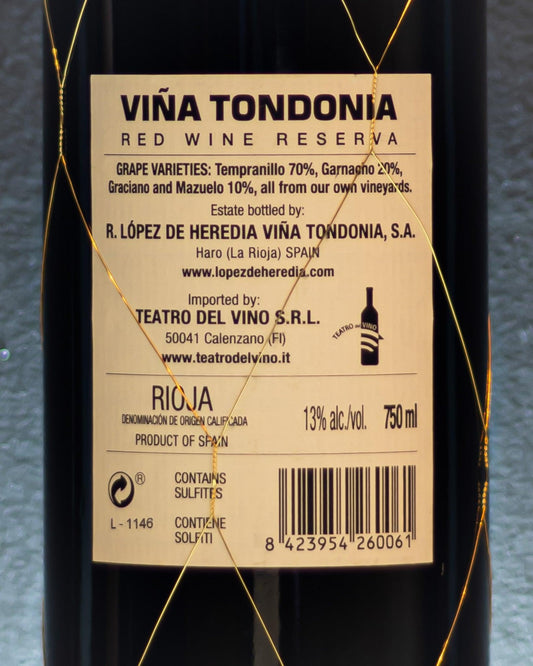 VIÑA TONDONIA
RED WINE RESERVA
GRAPE VARIETIES: Tempranillo 70%, Garnacho 20%,
Graciano and Mazuelo 10%, all from our own vineyards.
Estate bottled by:
R. LÓPEZ DE HEREDIA VIÑA TONDONIA, S.A.
Haro (La Rioja) SPAIN
www.lopezdeheredia.com
Imported by:
TEATRO DEL VINO S.R.L.
50041 Calenzano (FI)
www.teatrodelvino.it
TEATRO DEL VINO
RIOJA
DENOMINACIÓN DE ORIGEN CALIFICADA
PRODUCT OF SPAIN
13% alc./vol. 750 ml
®
CONTAINS
SULFITES
L - 1146
CONTIENE
SOLFITI
8 423954 260061